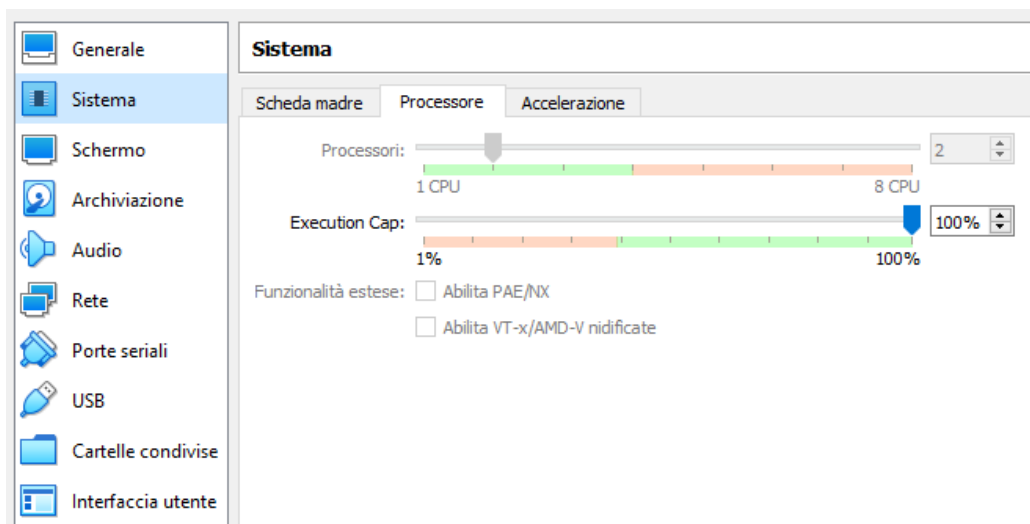 Generale
Sistema
Schermo
Archiviazione
Audio
Rete
Porte seriali
USB
Cartelle condivise
Interfaccia utente
Sistema
Scheda madre Processore Accelerazione
Processori: 2
1 CPU 8 CPU
Execution Cap: 100%
1% 100%
Funzionalità estese: Abilita PAE/NX
Abilita VT-x/AMD-V nidificate